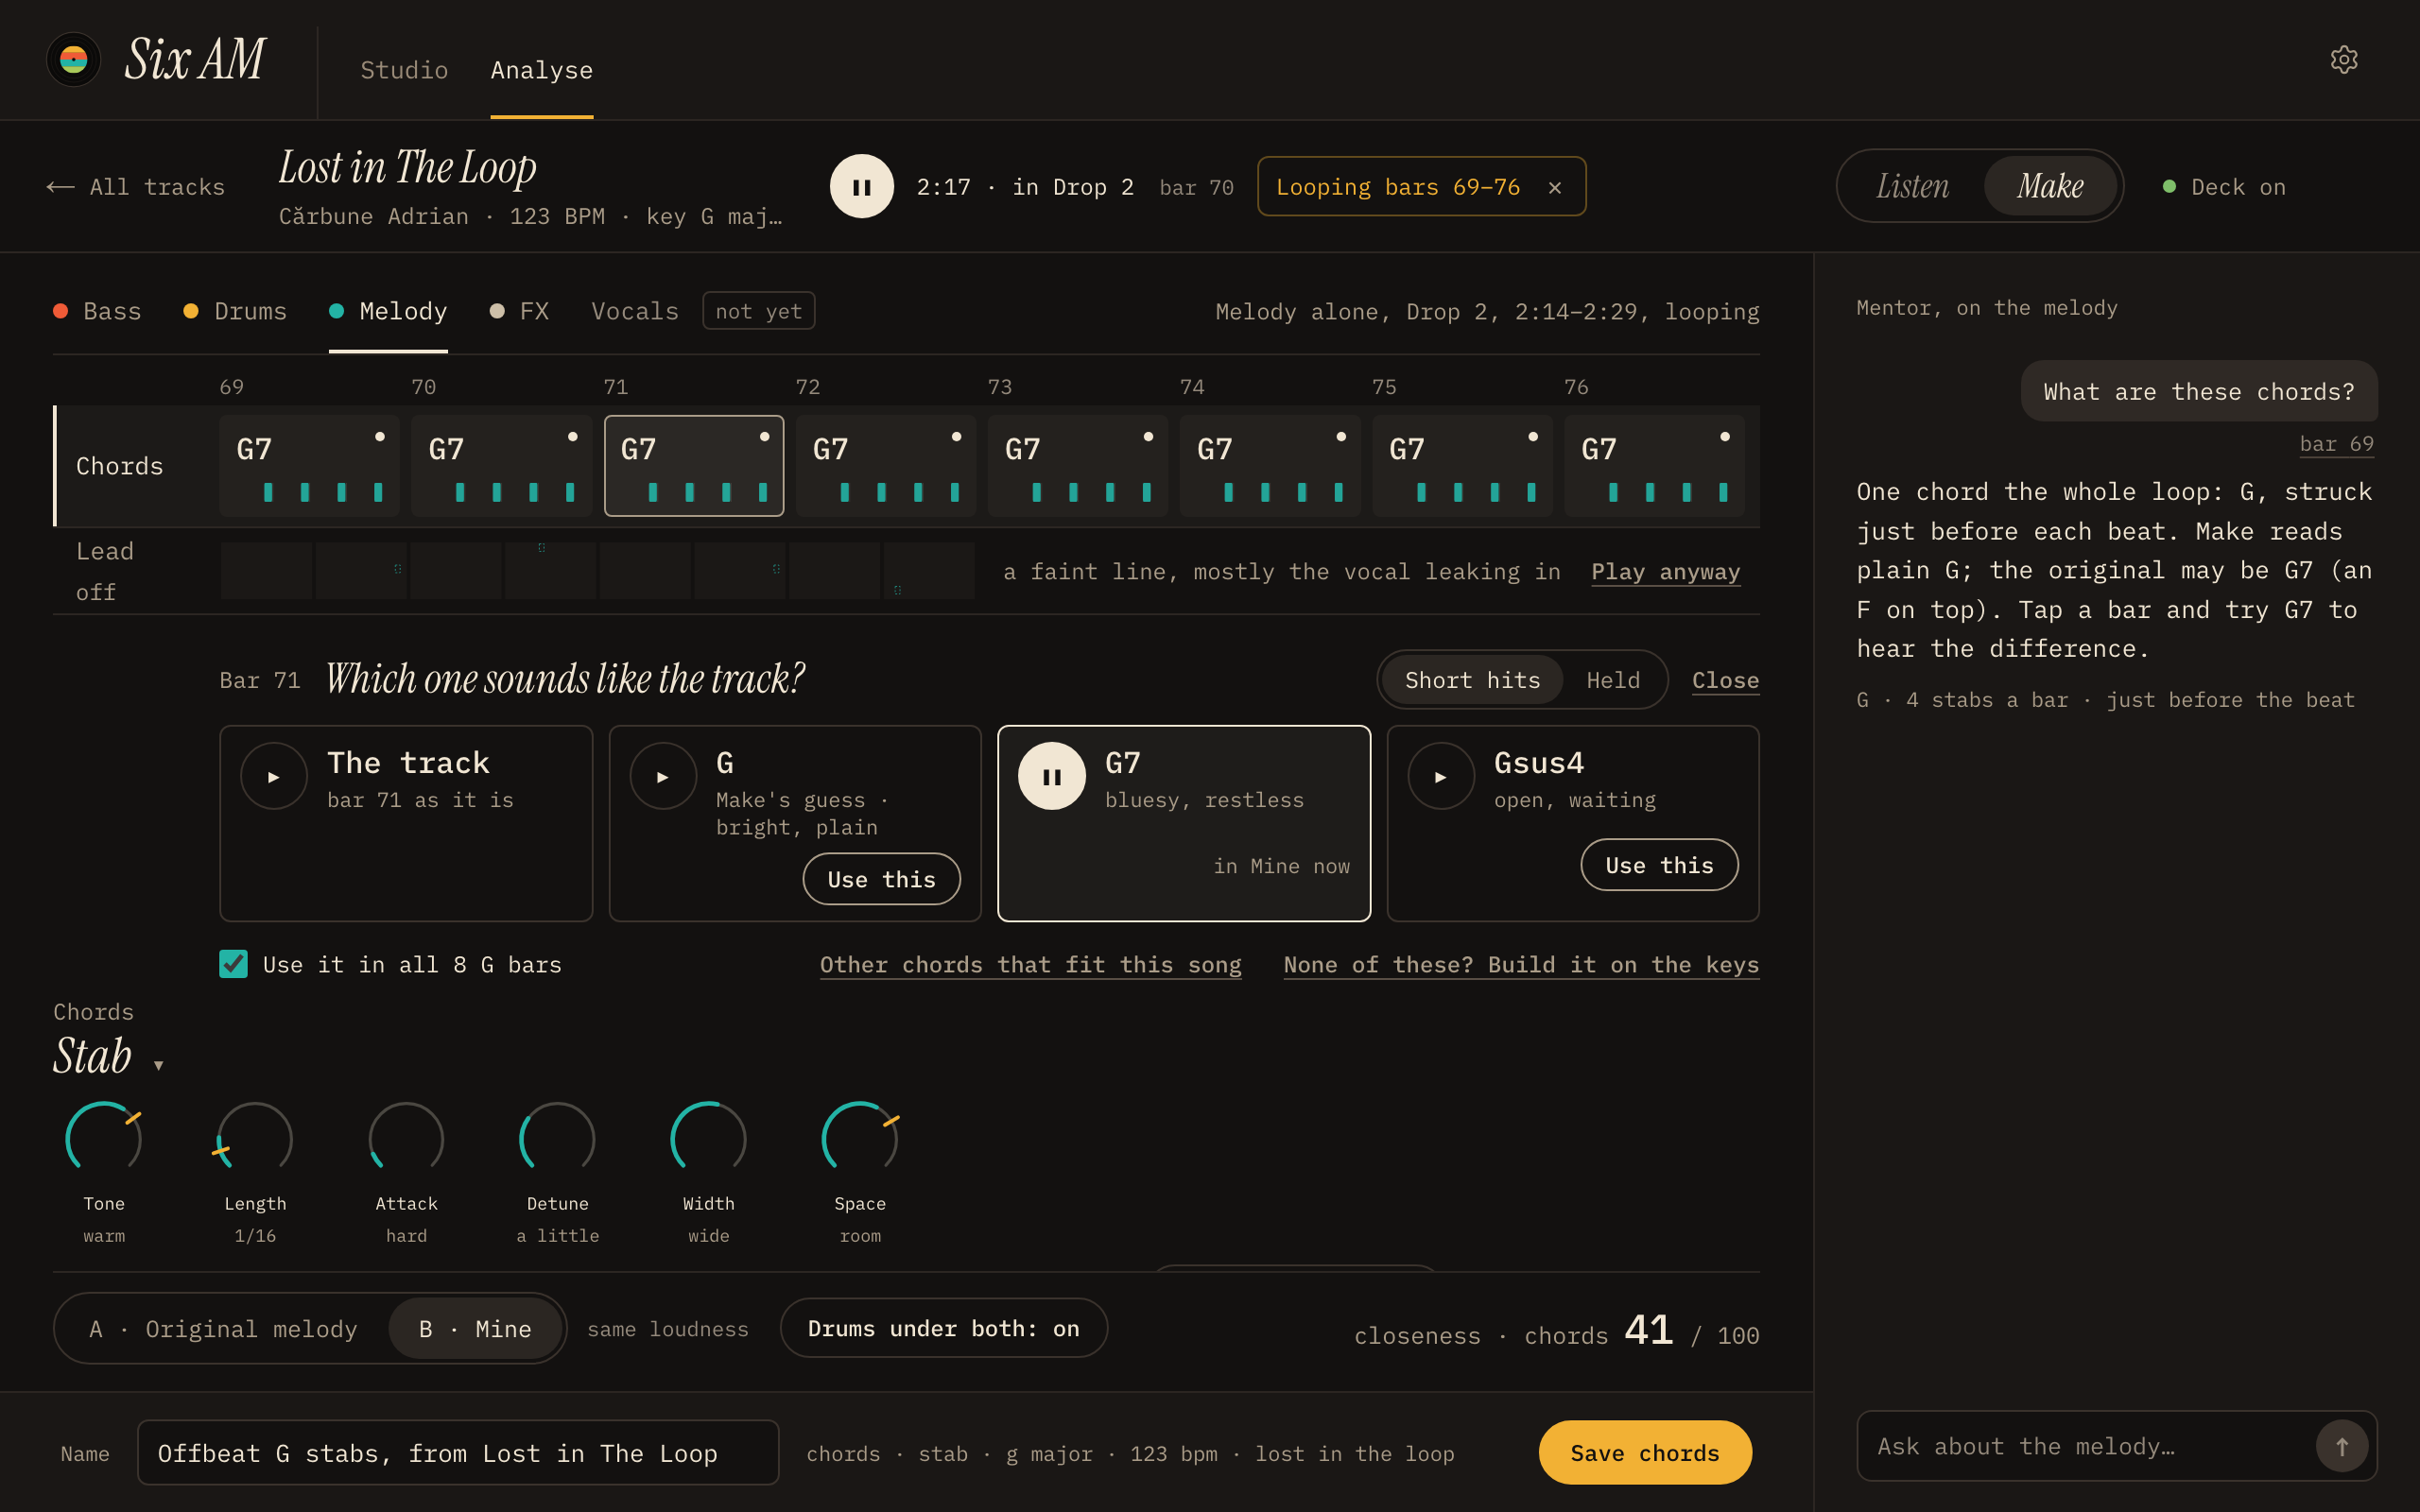 Six AM
Studio
Analyse
← All tracks
Lost in The Loop
Cărbune Adrian · 123 BPM · key G maj…
2:17 · in Drop 2
bar 70
Looping bars 69–76 ×
Listen
Make
Deck on
Bass
Drums
Melody
FX
Vocals
not yet
Melody alone, Drop 2, 2:14–2:29, looping
69 70 71 72 73 74 75 76
Chords
G7 G7 G7 G7 G7 G7 G7 G7
Lead
off
a faint line, mostly the vocal leaking in
Play anyway
Bar 71
Which one sounds like the track?
Short hits
Held
Close
The track
bar 71 as it is
G
Make's guess ·
bright, plain
Use this
G7
bluesy, restless
in Mine now
Gsus4
open, waiting
Use this
Use it in all 8 G bars
Other chords that fit this song
None of these? Build it on the keys
Chords
Stab ▾
Tone
warm
Length
1/16
Attack
hard
Detune
a little
Width
wide
Space
room
A · Original melody
B · Mine
same loudness
Drums under both: on
closeness · chords 41 / 100
Name
Offbeat G stabs, from Lost in The Loop
chords · stab · g major · 123 bpm · lost in the loop
Save chords
Mentor, on the melody
What are these chords?
bar 69
One chord the whole loop: G, struck
just before each beat. Make reads
plain G; the original may be G7 (an
F on top). Tap a bar and try G7 to
hear the difference.
G · 4 stabs a bar · just before the beat
Ask about the melody…